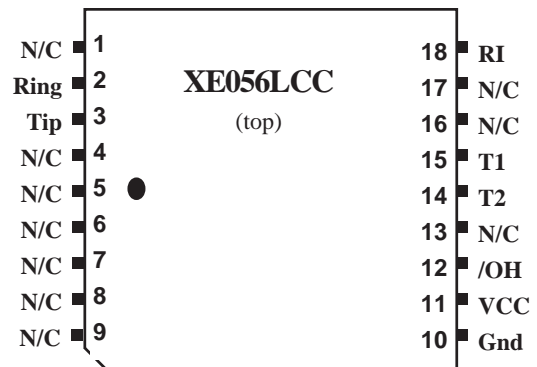 XE056LCC
(top)
N/C 1
Ring 2
Tip 3
N/C 4
N/C 5
N/C 6
N/C 7
N/C 8
N/C 9
18 RI
17 N/C
16 N/C
15 T1
14 T2
13 N/C
12 /OH
11 VCC
10 Gnd